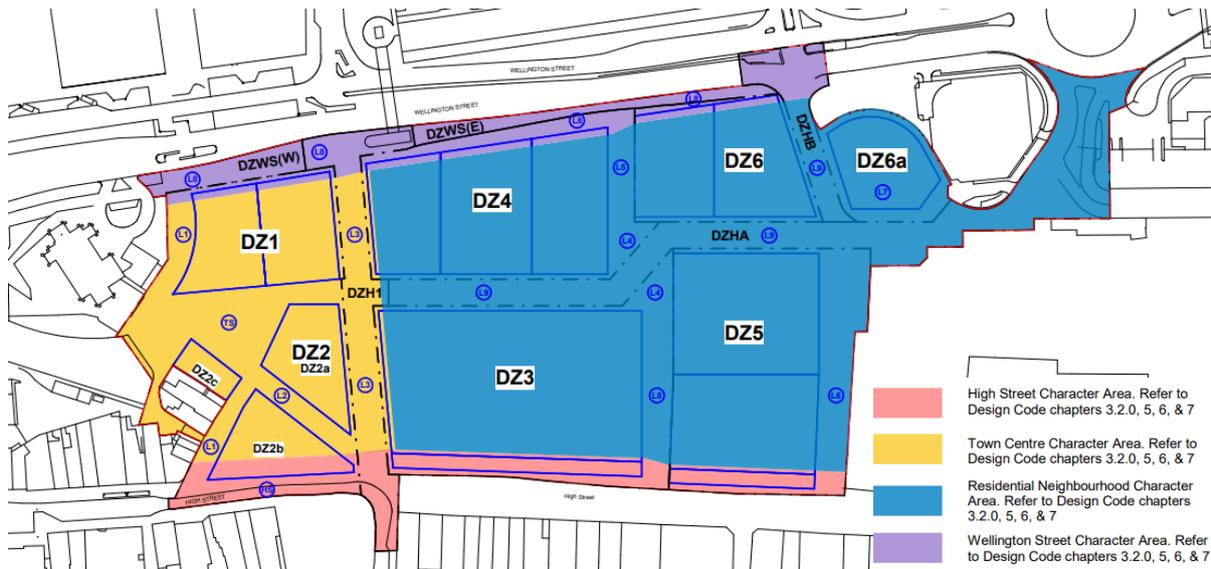 WELLINGTON STREET
WELLINGTON STREET
L8
DZWS(E)
L8
L8
DZWS(W)
L8
DZHB
DZ6
L5
L9
DZ6a
L7
DZ4
L1
DZ1
L3
L4
DZHA
L9
DZH1
L9
L4
TS
DZ2
DZ2a
DZ5
DZ2c
DZ3
L3
L2
L5
L6
L1
DZ2b
HS
HIGH STREET
High Street
High Street Character Area. Refer to
Design Code chapters 3.2.0, 5, 6, & 7
Town Centre Character Area. Refer to
Design Code chapters 3.2.0, 5, 6, & 7
Residential Neighbourhood Character
Area. Refer to Design Code chapters
3.2.0, 5, 6, & 7
Wellington Street Character Area. Refer
to Design Code chapters 3.2.0, 5, 6, & 7